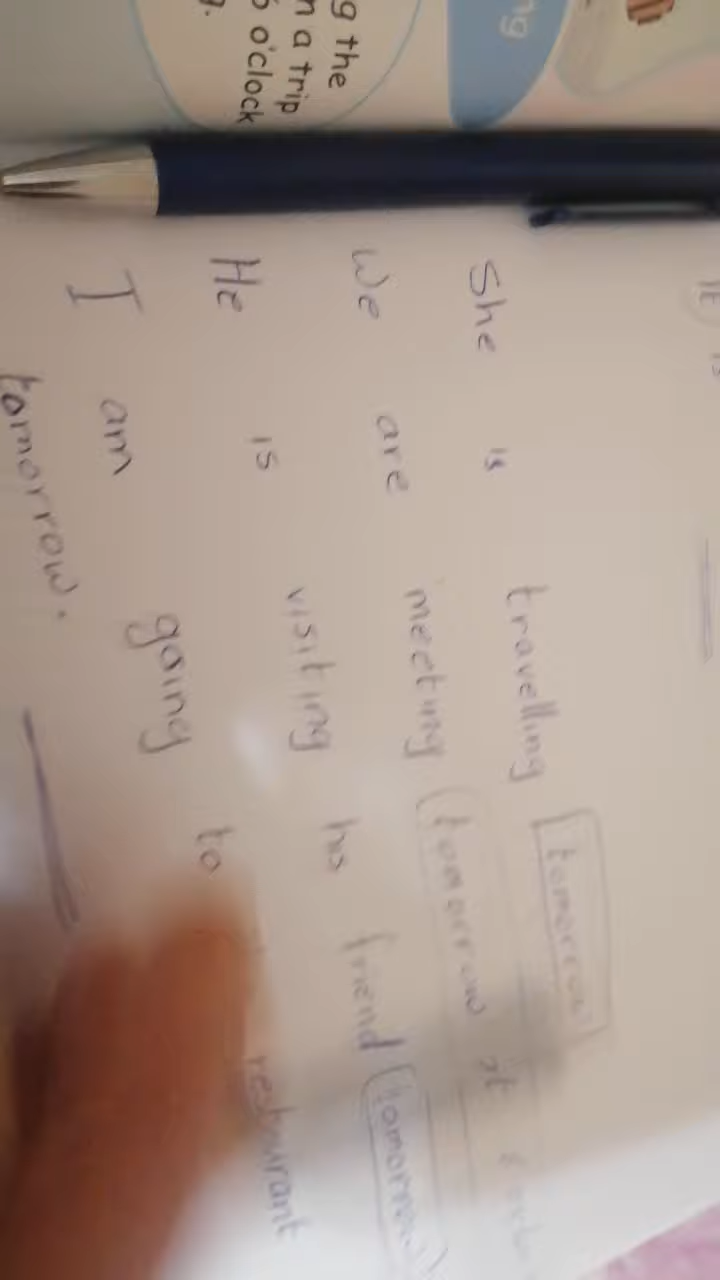 g the
n a trip
o'clock
ng
She is travelling tomorrow
We are meeting tomorrow at
He is visiting his friend tomorrow
I am going to restaurant
tomorrow.